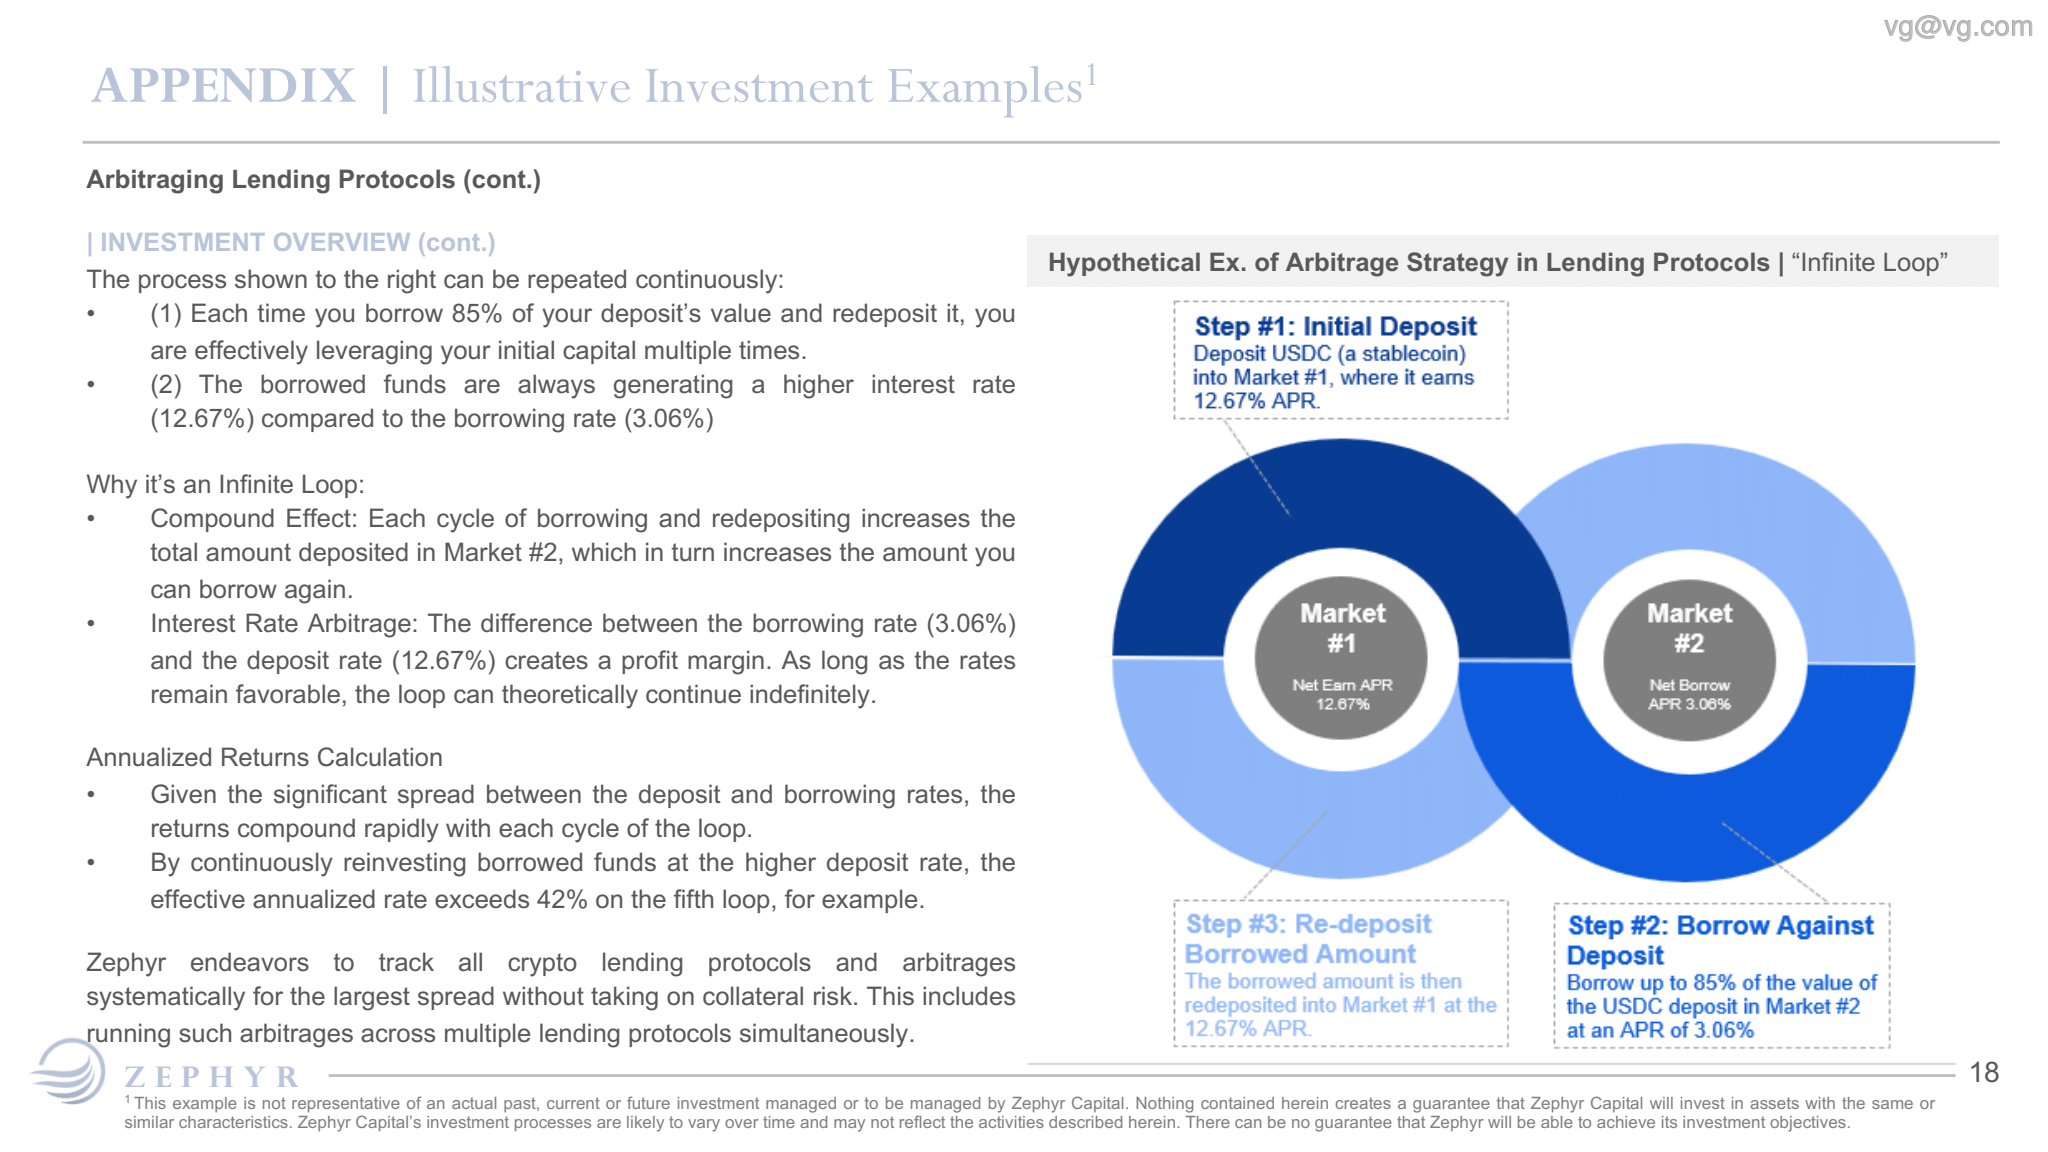 vg@vg.com
APPENDIX | Illustrative Investment Examples¹
Arbitraging Lending Protocols (cont.)
| INVESTMENT OVERVIEW (cont.)
The process shown to the right can be repeated continuously:
• (1) Each time you borrow 85% of your deposit’s value and redeposit it, you
are effectively leveraging your initial capital multiple times.
• (2) The borrowed funds are always generating a higher interest rate
(12.67%) compared to the borrowing rate (3.06%)
Why it’s an Infinite Loop:
• Compound Effect: Each cycle of borrowing and redepositing increases the
total amount deposited in Market #2, which in turn increases the amount you
can borrow again.
• Interest Rate Arbitrage: The difference between the borrowing rate (3.06%)
and the deposit rate (12.67%) creates a profit margin. As long as the rates
remain favorable, the loop can theoretically continue indefinitely.
Annualized Returns Calculation
• Given the significant spread between the deposit and borrowing rates, the
returns compound rapidly with each cycle of the loop.
• By continuously reinvesting borrowed funds at the higher deposit rate, the
effective annualized rate exceeds 42% on the fifth loop, for example.
Zephyr endeavors to track all crypto lending protocols and arbitrages
systematically for the largest spread without taking on collateral risk. This includes
running such arbitrages across multiple lending protocols simultaneously.
Hypothetical Ex. of Arbitrage Strategy in Lending Protocols | “Infinite Loop”
Step #1: Initial Deposit
Deposit USDC (a stablecoin)
into Market #1, where it earns
12.67% APR.
Market
#1
Net Earn APR
12.67%
Market
#2
Net Borrow
APR 3.06%
Step #3: Re-deposit
Borrowed Amount
The borrowed amount is then
redeposited into Market #1 at the
12.67% APR.
Step #2: Borrow Against
Deposit
Borrow up to 85% of the value of
the USDC deposit in Market #2
at an APR of 3.06%
ZEPHYR
18
¹ This example is not representative of an actual past, current or future investment managed or to be managed by Zephyr Capital. Nothing contained herein creates a guarantee that Zephyr Capital will invest in assets with the same or
similar characteristics. Zephyr Capital’s investment processes are likely to vary over time and may not reflect the activities described herein. There can be no guarantee that Zephyr will be able to achieve its investment objectives.